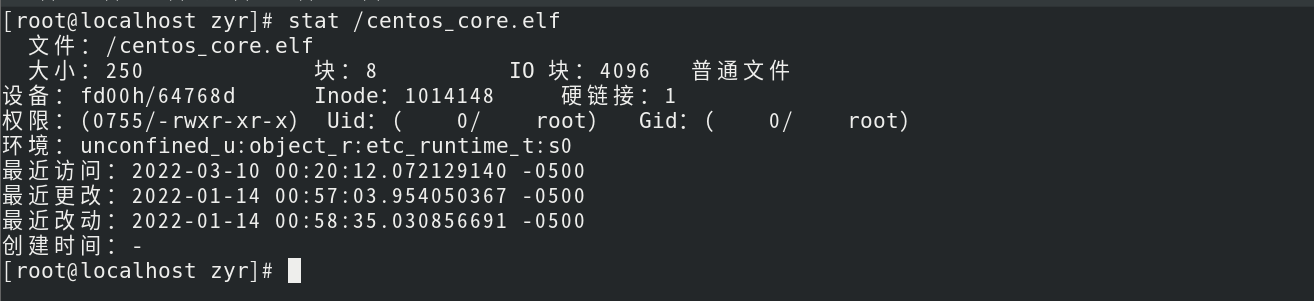 [root@localhost zyr]# stat /centos_core.elf
文件：/centos_core.elf
大小：250 块：8 IO 块：4096 普通文件
设备：fd00h/64768d Inode：1014148 硬链接：1
权限：(0755/-rwxr-xr-x) Uid：( 0/ root) Gid：( 0/ root)
环境：unconfined_u:object_r:etc_runtime_t:s0
最近访问：2022-03-10 00:20:12.072129140 -0500
最近更改：2022-01-14 00:57:03.954050367 -0500
最近改动：2022-01-14 00:58:35.030856691 -0500
创建时间：-
[root@localhost zyr]#